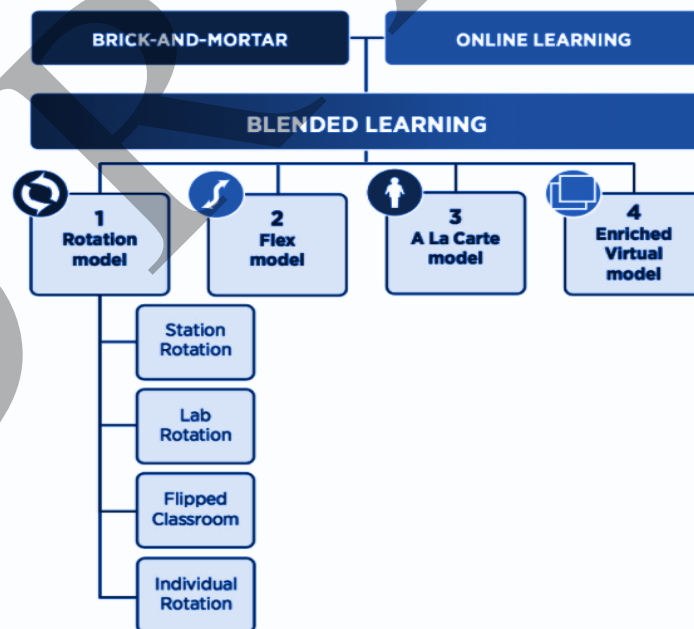 BRICK-AND-MORTAR
ONLINE LEARNING
BLENDED LEARNING
1
Rotation
model
2
Flex
model
3
A La Carte
model
4
Enriched
Virtual
model
Station
Rotation
Lab
Rotation
Flipped
Classroom
Individual
Rotation